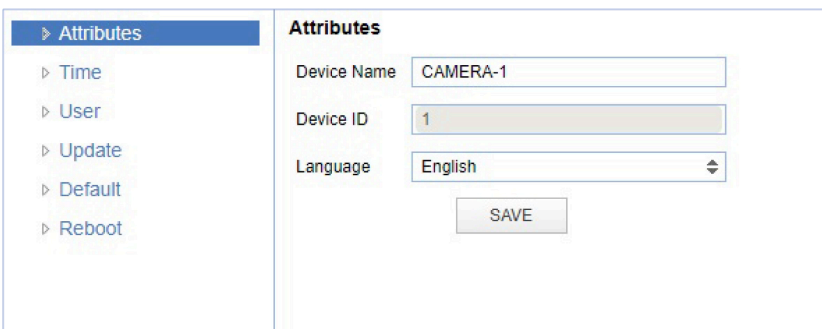 Attributes
Time
User
Update
Default
Reboot
Attributes
Device Name CAMERA-1
Device ID 1
Language English
SAVE